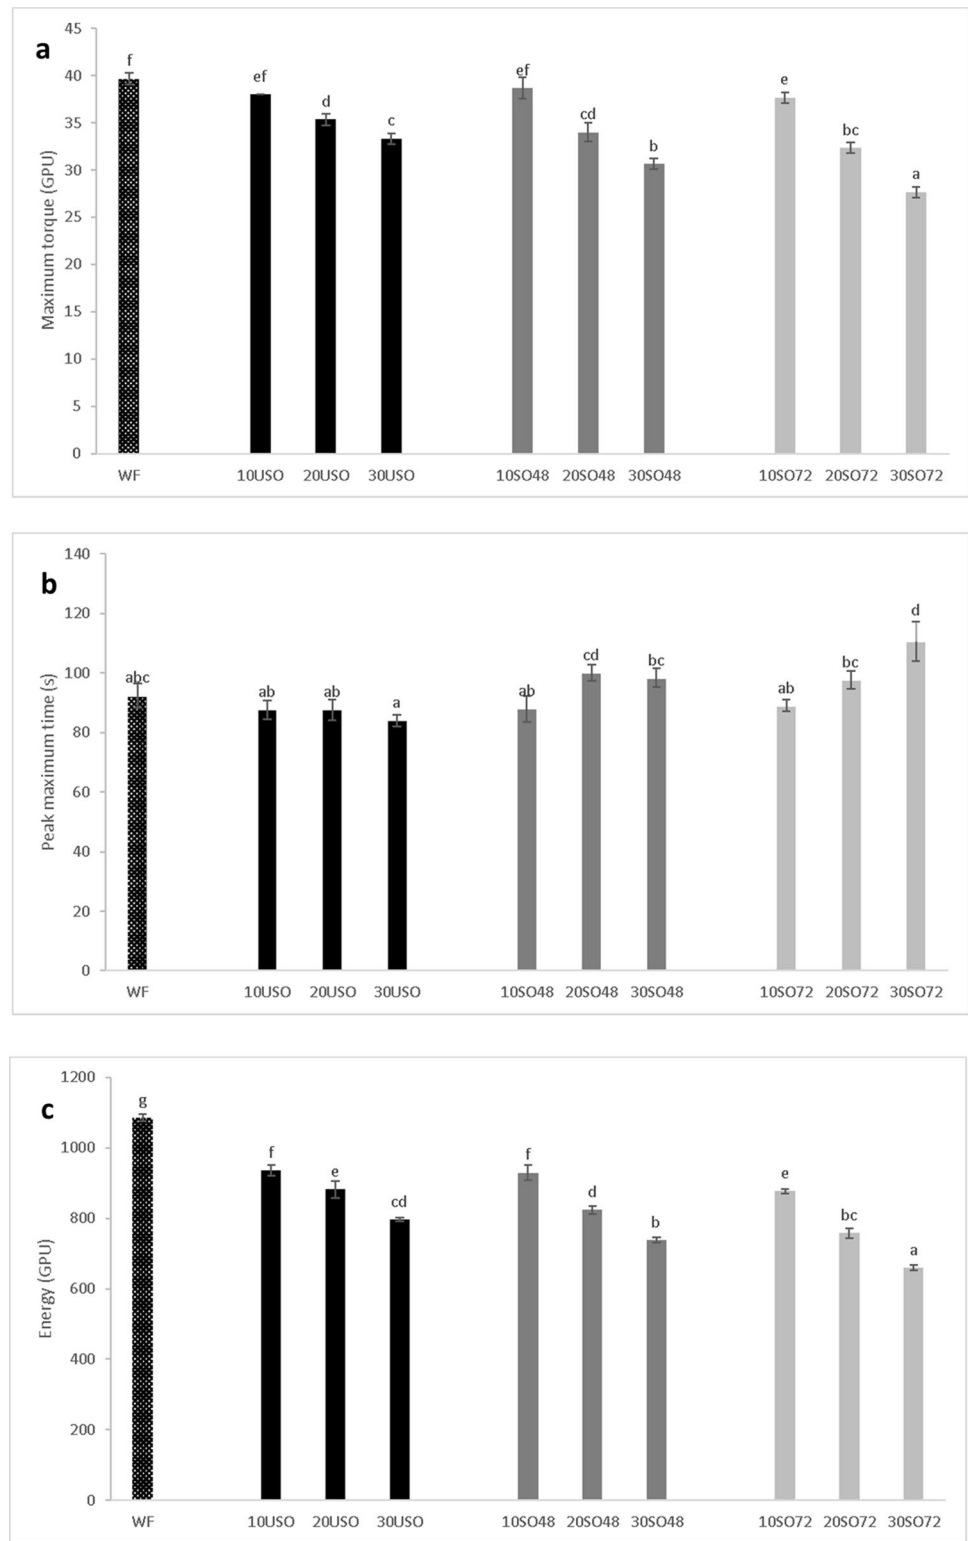 a
Maximum torque (GPU)
45
40
35
30
25
20
15
10
5
0
f
ef
d
c
ef
cd
b
e
bc
a
WF 10USO 20USO 30USO 10SO48 20SO48 30SO48 10SO72 20SO72 30SO72
b
Peak maximum time (s)
140
120
100
80
60
40
20
0
abc
ab
ab
a
ab
cd
bc
ab
bc
d
WF 10USO 20USO 30USO 10SO48 20SO48 30SO48 10SO72 20SO72 30SO72
c
Energy (GPU)
1200
1000
800
600
400
200
0
g
f
e
cd
f
d
b
e
bc
a
WF 10USO 20USO 30USO 10SO48 20SO48 30SO48 10SO72 20SO72 30SO72